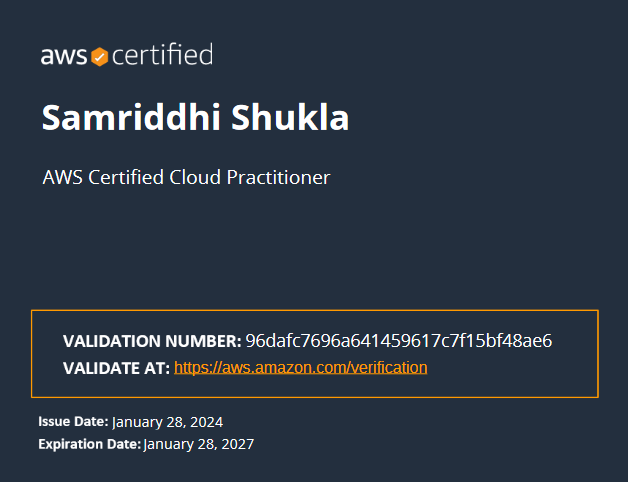 aws certified
Samriddhi Shukla
AWS Certified Cloud Practitioner
VALIDATION NUMBER: 96dafc7696a641459617c7f15bf48ae6
VALIDATE AT: https://aws.amazon.com/verification
Issue Date: January 28, 2024
Expiration Date: January 28, 2027